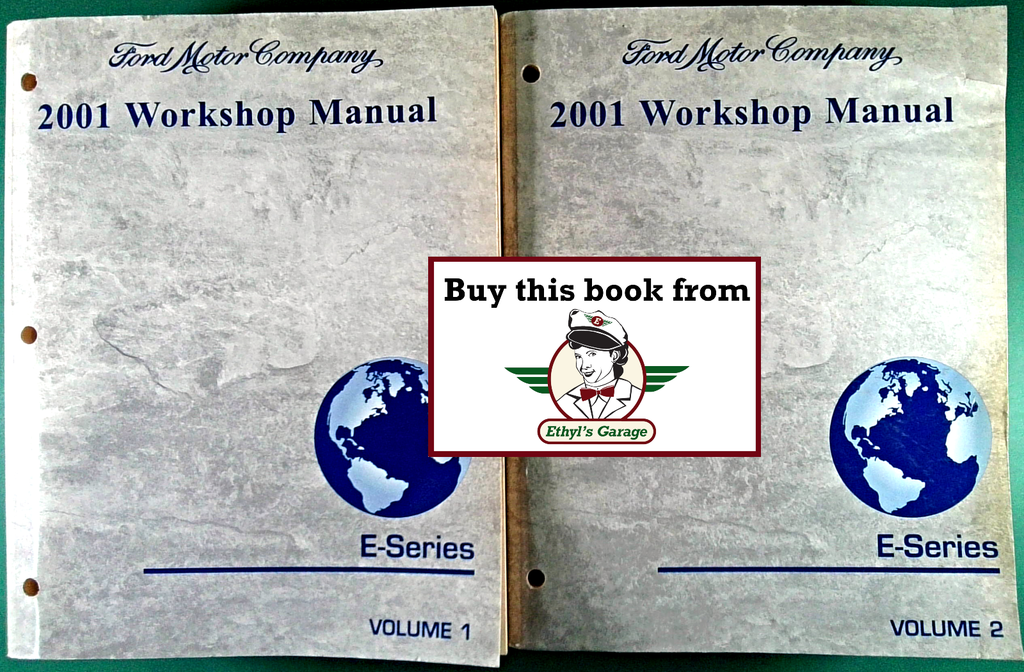 Ford Motor Company
2001 Workshop Manual
E-Series
VOLUME 1
Ford Motor Company
2001 Workshop Manual
E-Series
VOLUME 2
Buy this book from
E
Ethyl's Garage